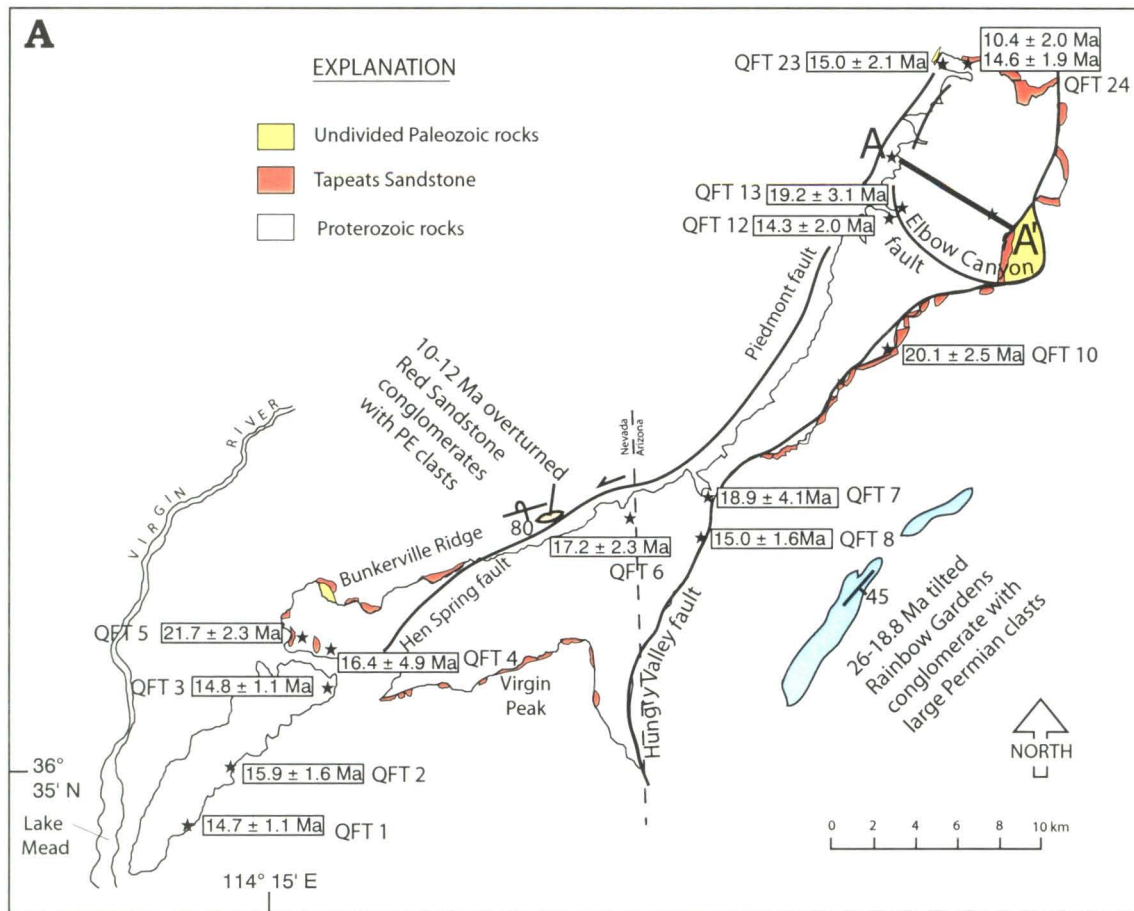 A
EXPLANATION
Undivided Paleozoic rocks
Tapeats Sandstone
Proterozoic rocks
QFT 23 15.0 ± 2.1 Ma
10.4 ± 2.0 Ma
14.6 ± 1.9 Ma
QFT 24
A
QFT 13 19.2 ± 3.1 Ma
QFT 12 14.3 ± 2.0 Ma
A'
Elbow Canyon
fault
Piedmont fault
20.1 ± 2.5 Ma QFT 10
10-12 Ma overturned
Red Sandstone
conglomerates
with PE clasts
Nevada
Arizona
VIRGIN RIVER
80
18.9 ± 4.1Ma QFT 7
15.0 ± 1.6Ma QFT 8
17.2 ± 2.3 Ma
QFT 6
Bunkerville Ridge
Hen Spring fault
Hungry Valley fault
45
26-18.8 Ma tilted
Rainbow Gardens
conglomerate with
large Permian clasts
QFT 5 21.7 ± 2.3 Ma
16.4 ± 4.9 Ma QFT 4
QFT 3 14.8 ± 1.1 Ma
Virgin
Peak
NORTH
36°
35' N
15.9 ± 1.6 Ma QFT 2
14.7 ± 1.1 Ma QFT 1
Lake
Mead
0 2 4 6 8 10 km
114° 15' E